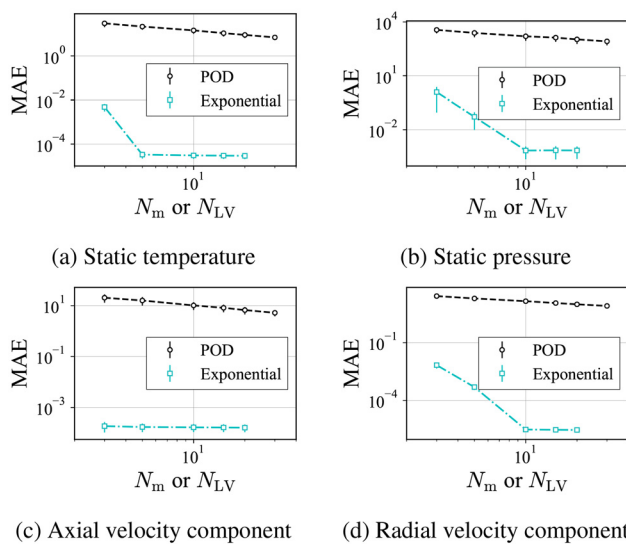 MAE
10^0
10^-2
10^-4
POD
Exponential
10^1
N_m or N_LV
(a) Static temperature
MAE
10^4
10^1
10^-2
POD
Exponential
10^1
N_m or N_LV
(b) Static pressure
MAE
10^1
10^-1
10^-3
POD
Exponential
10^1
N_m or N_LV
(c) Axial velocity component
MAE
10^-1
10^-4
POD
Exponential
10^1
N_m or N_LV
(d) Radial velocity component